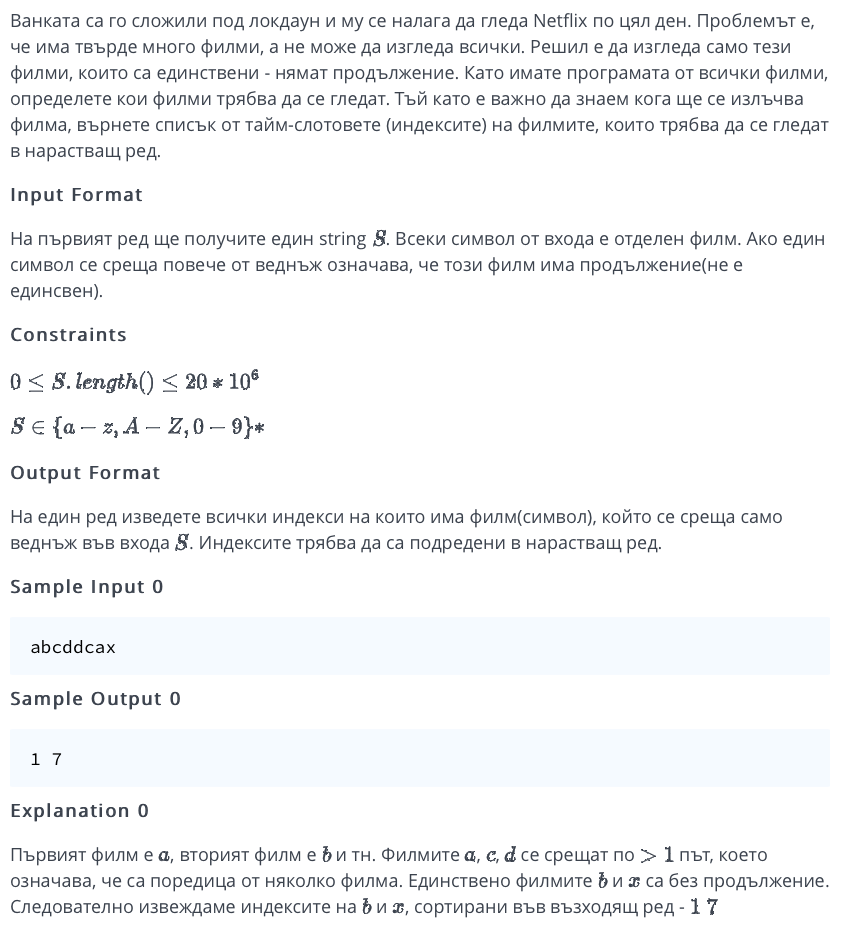 Ванката са го сложили под локдаун и му се налага да гледа Netflix по цял ден. Проблемът е,
че има твърде много филми, а не може да изгледа всички. Решил е да изгледа само тези
филми, които са единствени - нямат продължение. Като имате програмата от всички филми,
определете кои филми трябва да се гледат. Тъй като е важно да знаем кога ще се излъчва
филма, върнете списък от тайм-слотовете (индексите) на филмите, които трябва да се гледат
в нарастващ ред.
Input Format
На първият ред ще получите един string S. Всеки символ от входа е отделен филм. Ако един
символ се среща повече от веднъж означава, че този филм има продължение(не е
единсвен).
Constraints
0 ≤ S.length() ≤ 20 * 10⁶
S ∈ {a − z, A − Z, 0 − 9}*
Output Format
На един ред изведете всички индекси на които има филм(символ), който се среща само
веднъж във входа S. Индексите трябва да са подредени в нарастващ ред.
Sample Input 0
abcddcax
Sample Output 0
1 7
Explanation 0
Първият филм е a, вторият филм е b и тн. Филмите a, c, d се срещат по > 1 път, което
означава, че са поредица от няколко филма. Единствено филмите b и x са без продължение.
Следователно извеждаме индексите на b и x, сортирани във възходящ ред - 1 7